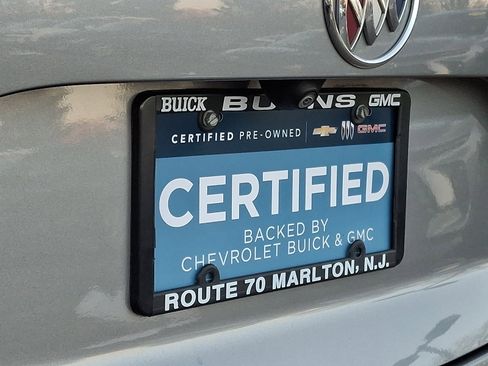 BUICK BURNS GMC
CERTIFIED PRE-OWNED GMC
CERTIFIED
BACKED BY
CHEVROLET BUICK & GMC
ROUTE 70 MARLTON, N.J.